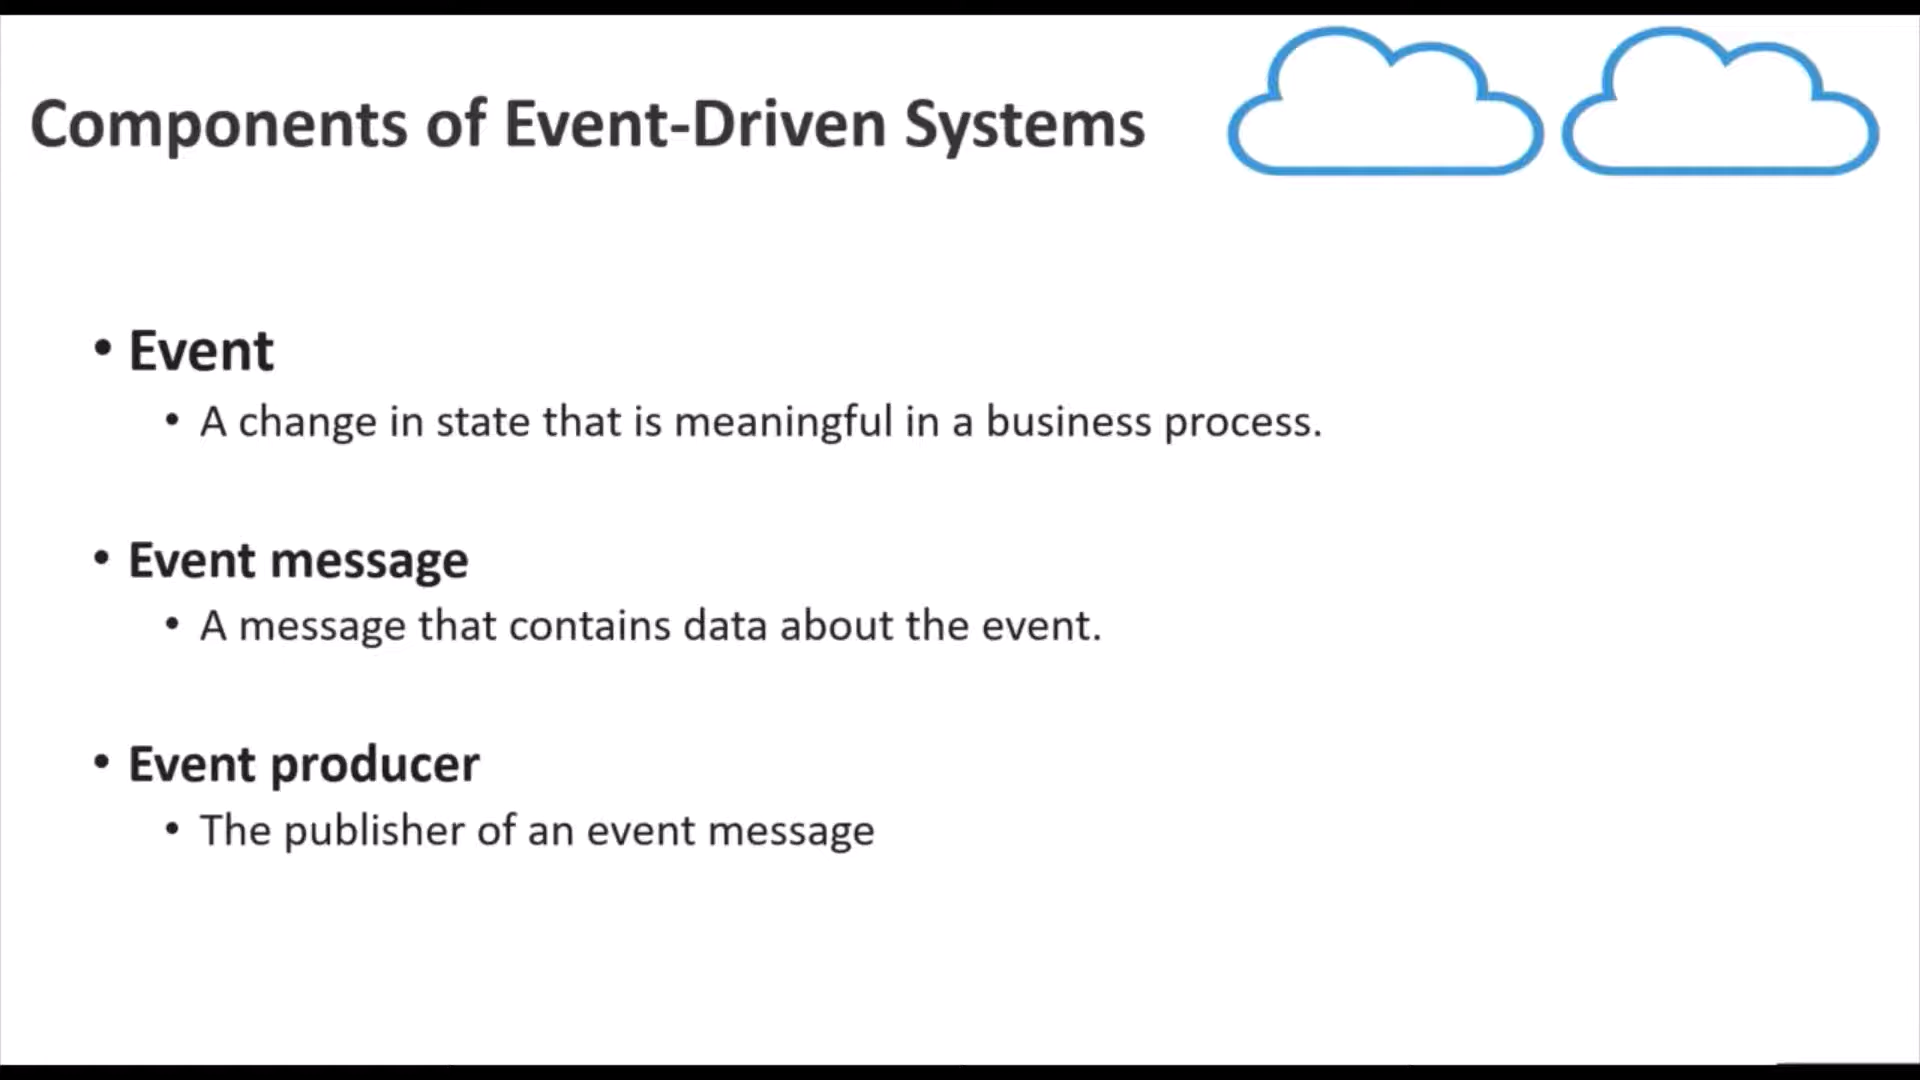 Components of Event-Driven Systems
• Event
• A change in state that is meaningful in a business process.
• Event message
• A message that contains data about the event.
• Event producer
• The publisher of an event message